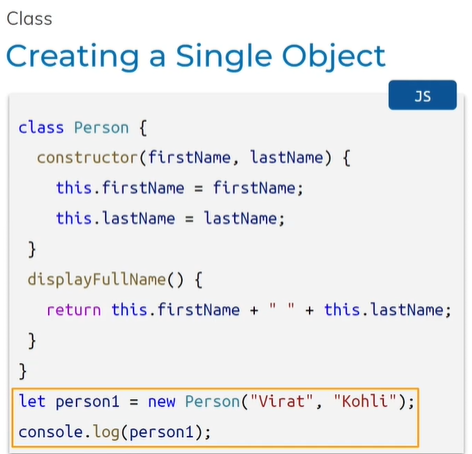 Class
Creating a Single Object
JS
class Person {
  constructor(firstName, lastName) {
    this.firstName = firstName;
    this.lastName = lastName;
 }
 displayFullName() {
   return this.firstName + " " + this.lastName;
 }
}
let person1 = new Person("Virat", "Kohli");
console.log(person1);